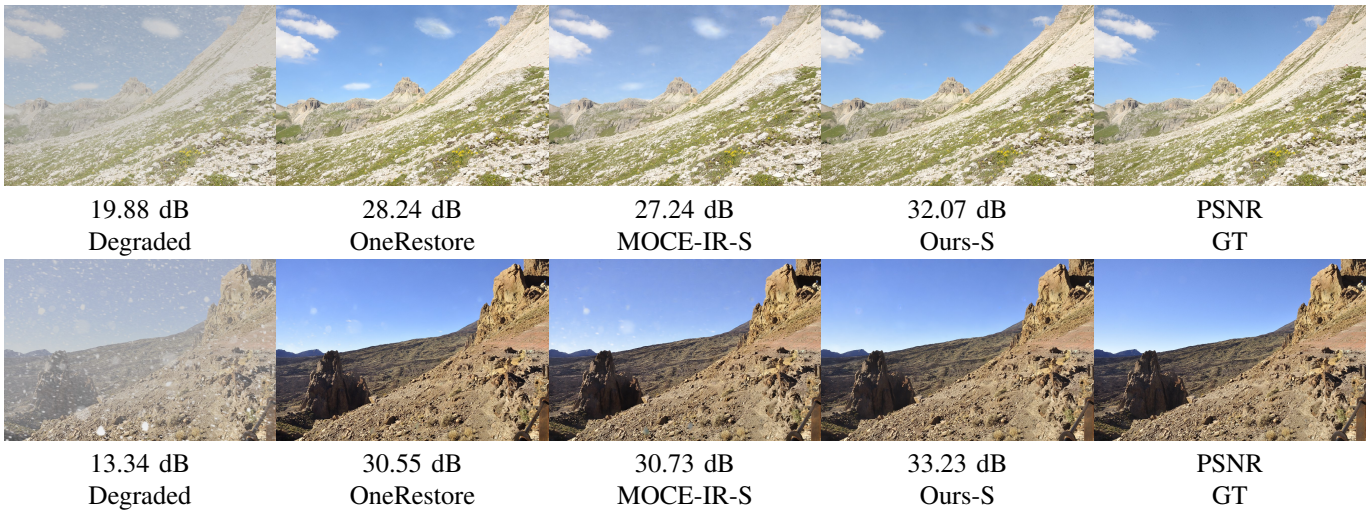 19.88 dB 28.24 dB 27.24 dB 32.07 dB PSNR
Degraded OneRestore MOCE-IR-S Ours-S GT
13.34 dB 30.55 dB 30.73 dB 33.23 dB PSNR
Degraded OneRestore MOCE-IR-S Ours-S GT